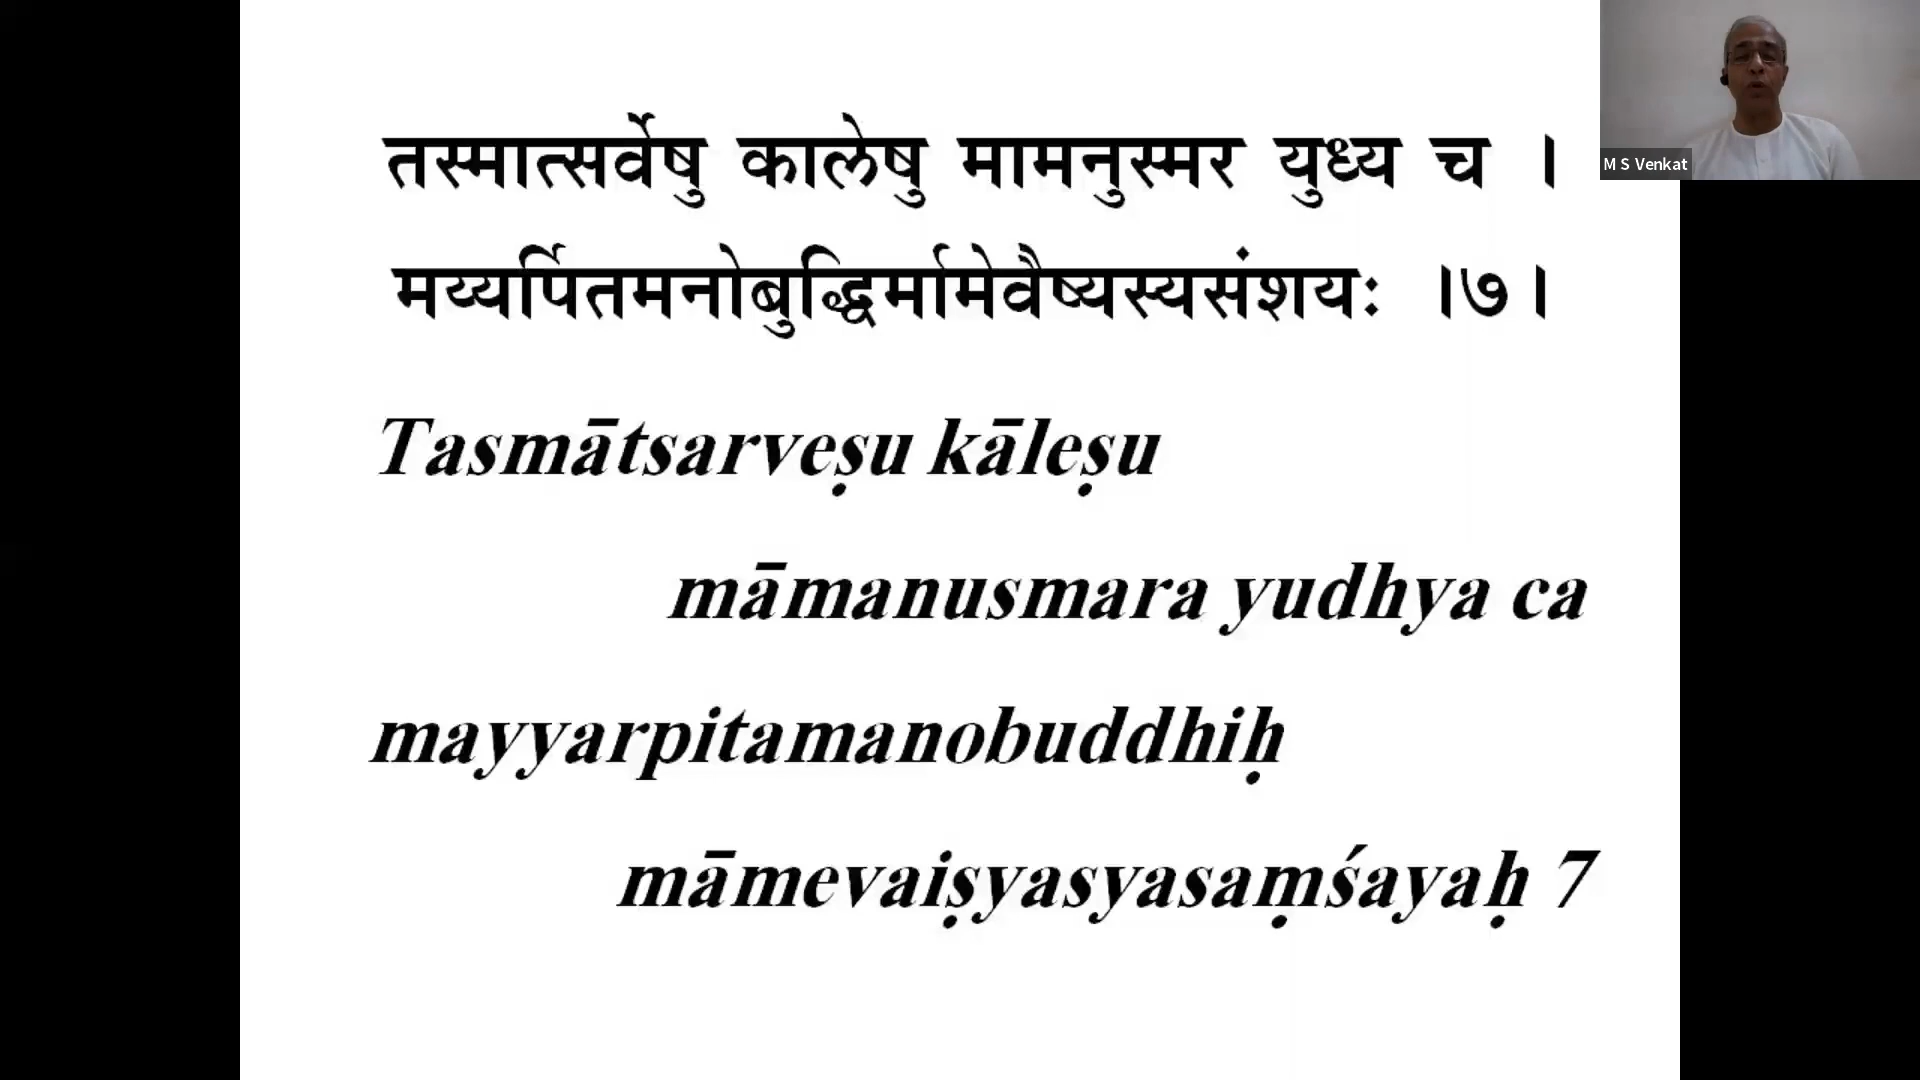 तस्मात्सर्वेषु कालेषु मामनुस्मर युध्य च ।
मय्यर्पितमनोबुद्धिर्मामेवैष्यस्यसंशयः ।७।
Tasmātsarveṣu kāleṣu
māmanusmara yudhya ca
mayyarpitamanobuddhiḥ
māmevaiṣyasyasaṃśayaḥ 7
M S Venkat